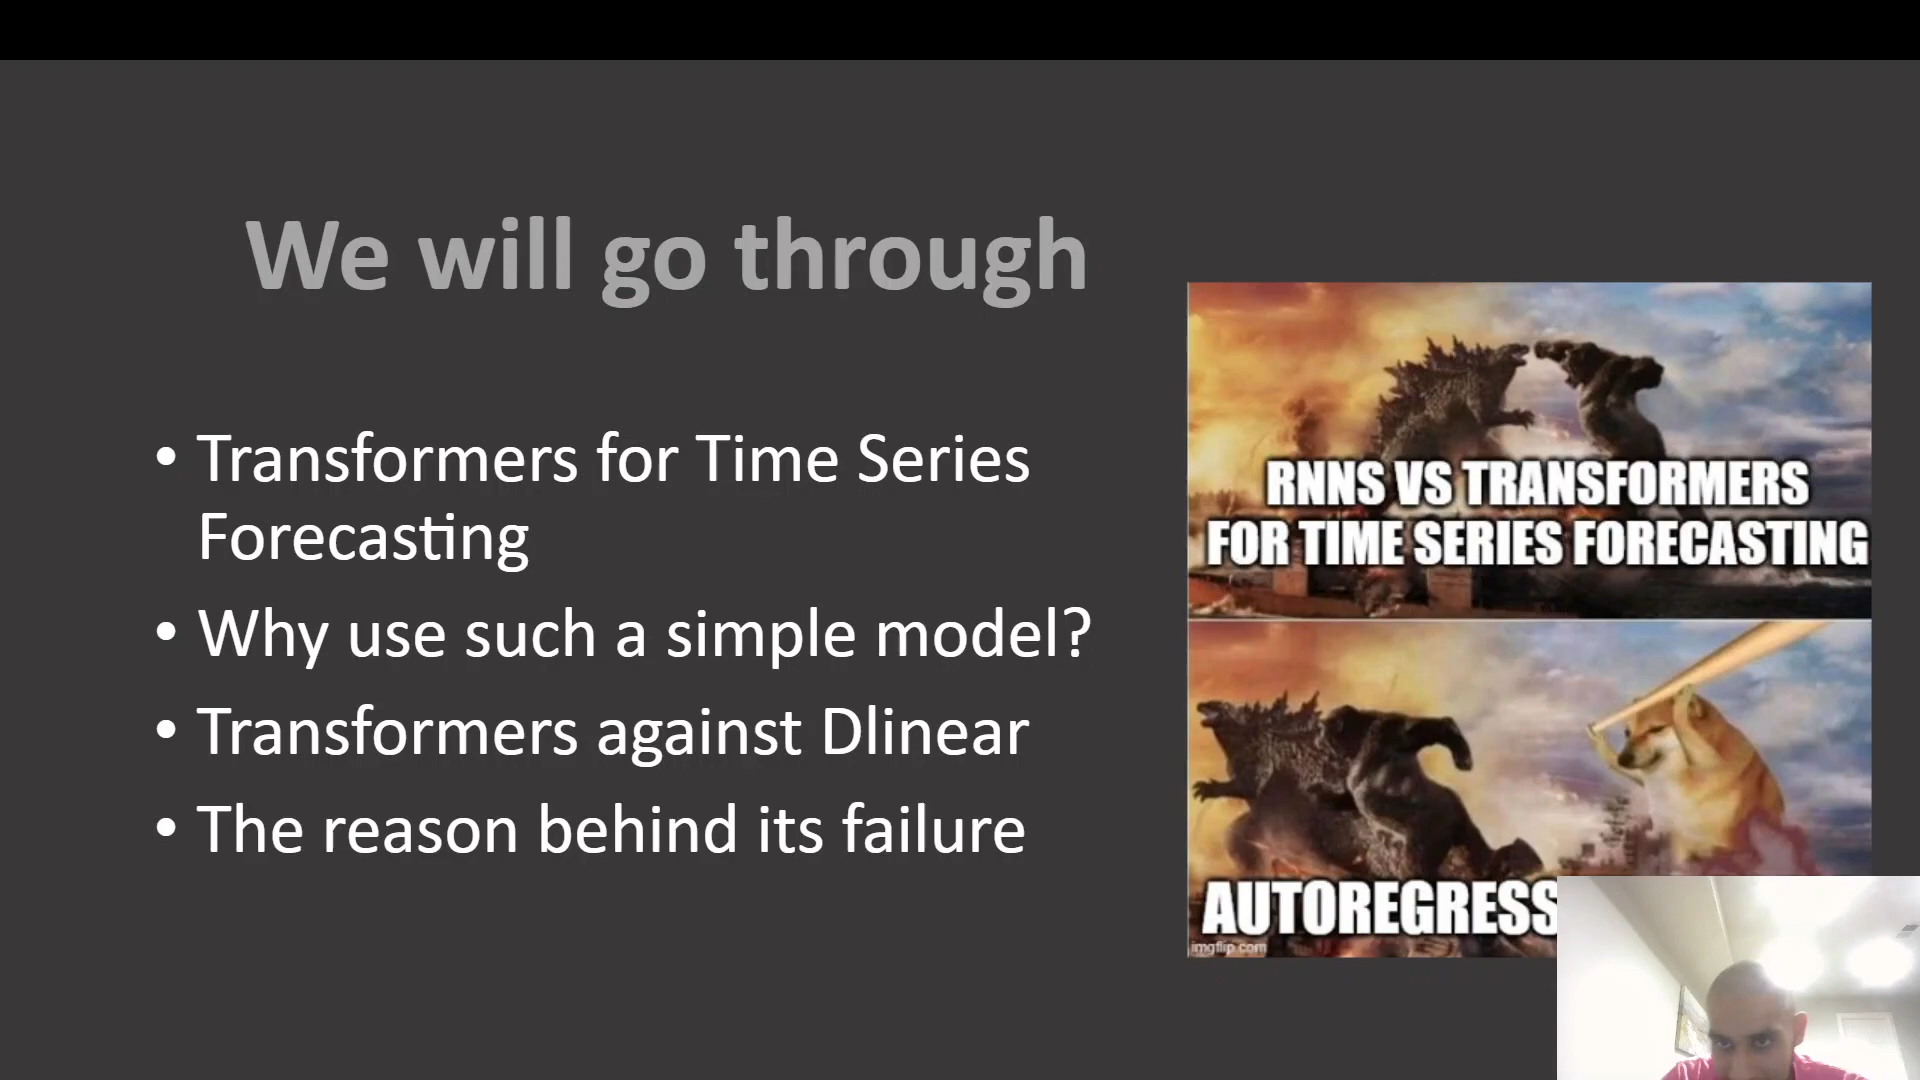 We will go through
• Transformers for Time Series
Forecasting
• Why use such a simple model?
• Transformers against Dlinear
• The reason behind its failure
RNNS VS TRANSFORMERS
FOR TIME SERIES FORECASTING
AUTOREGRESS
imgflip.com